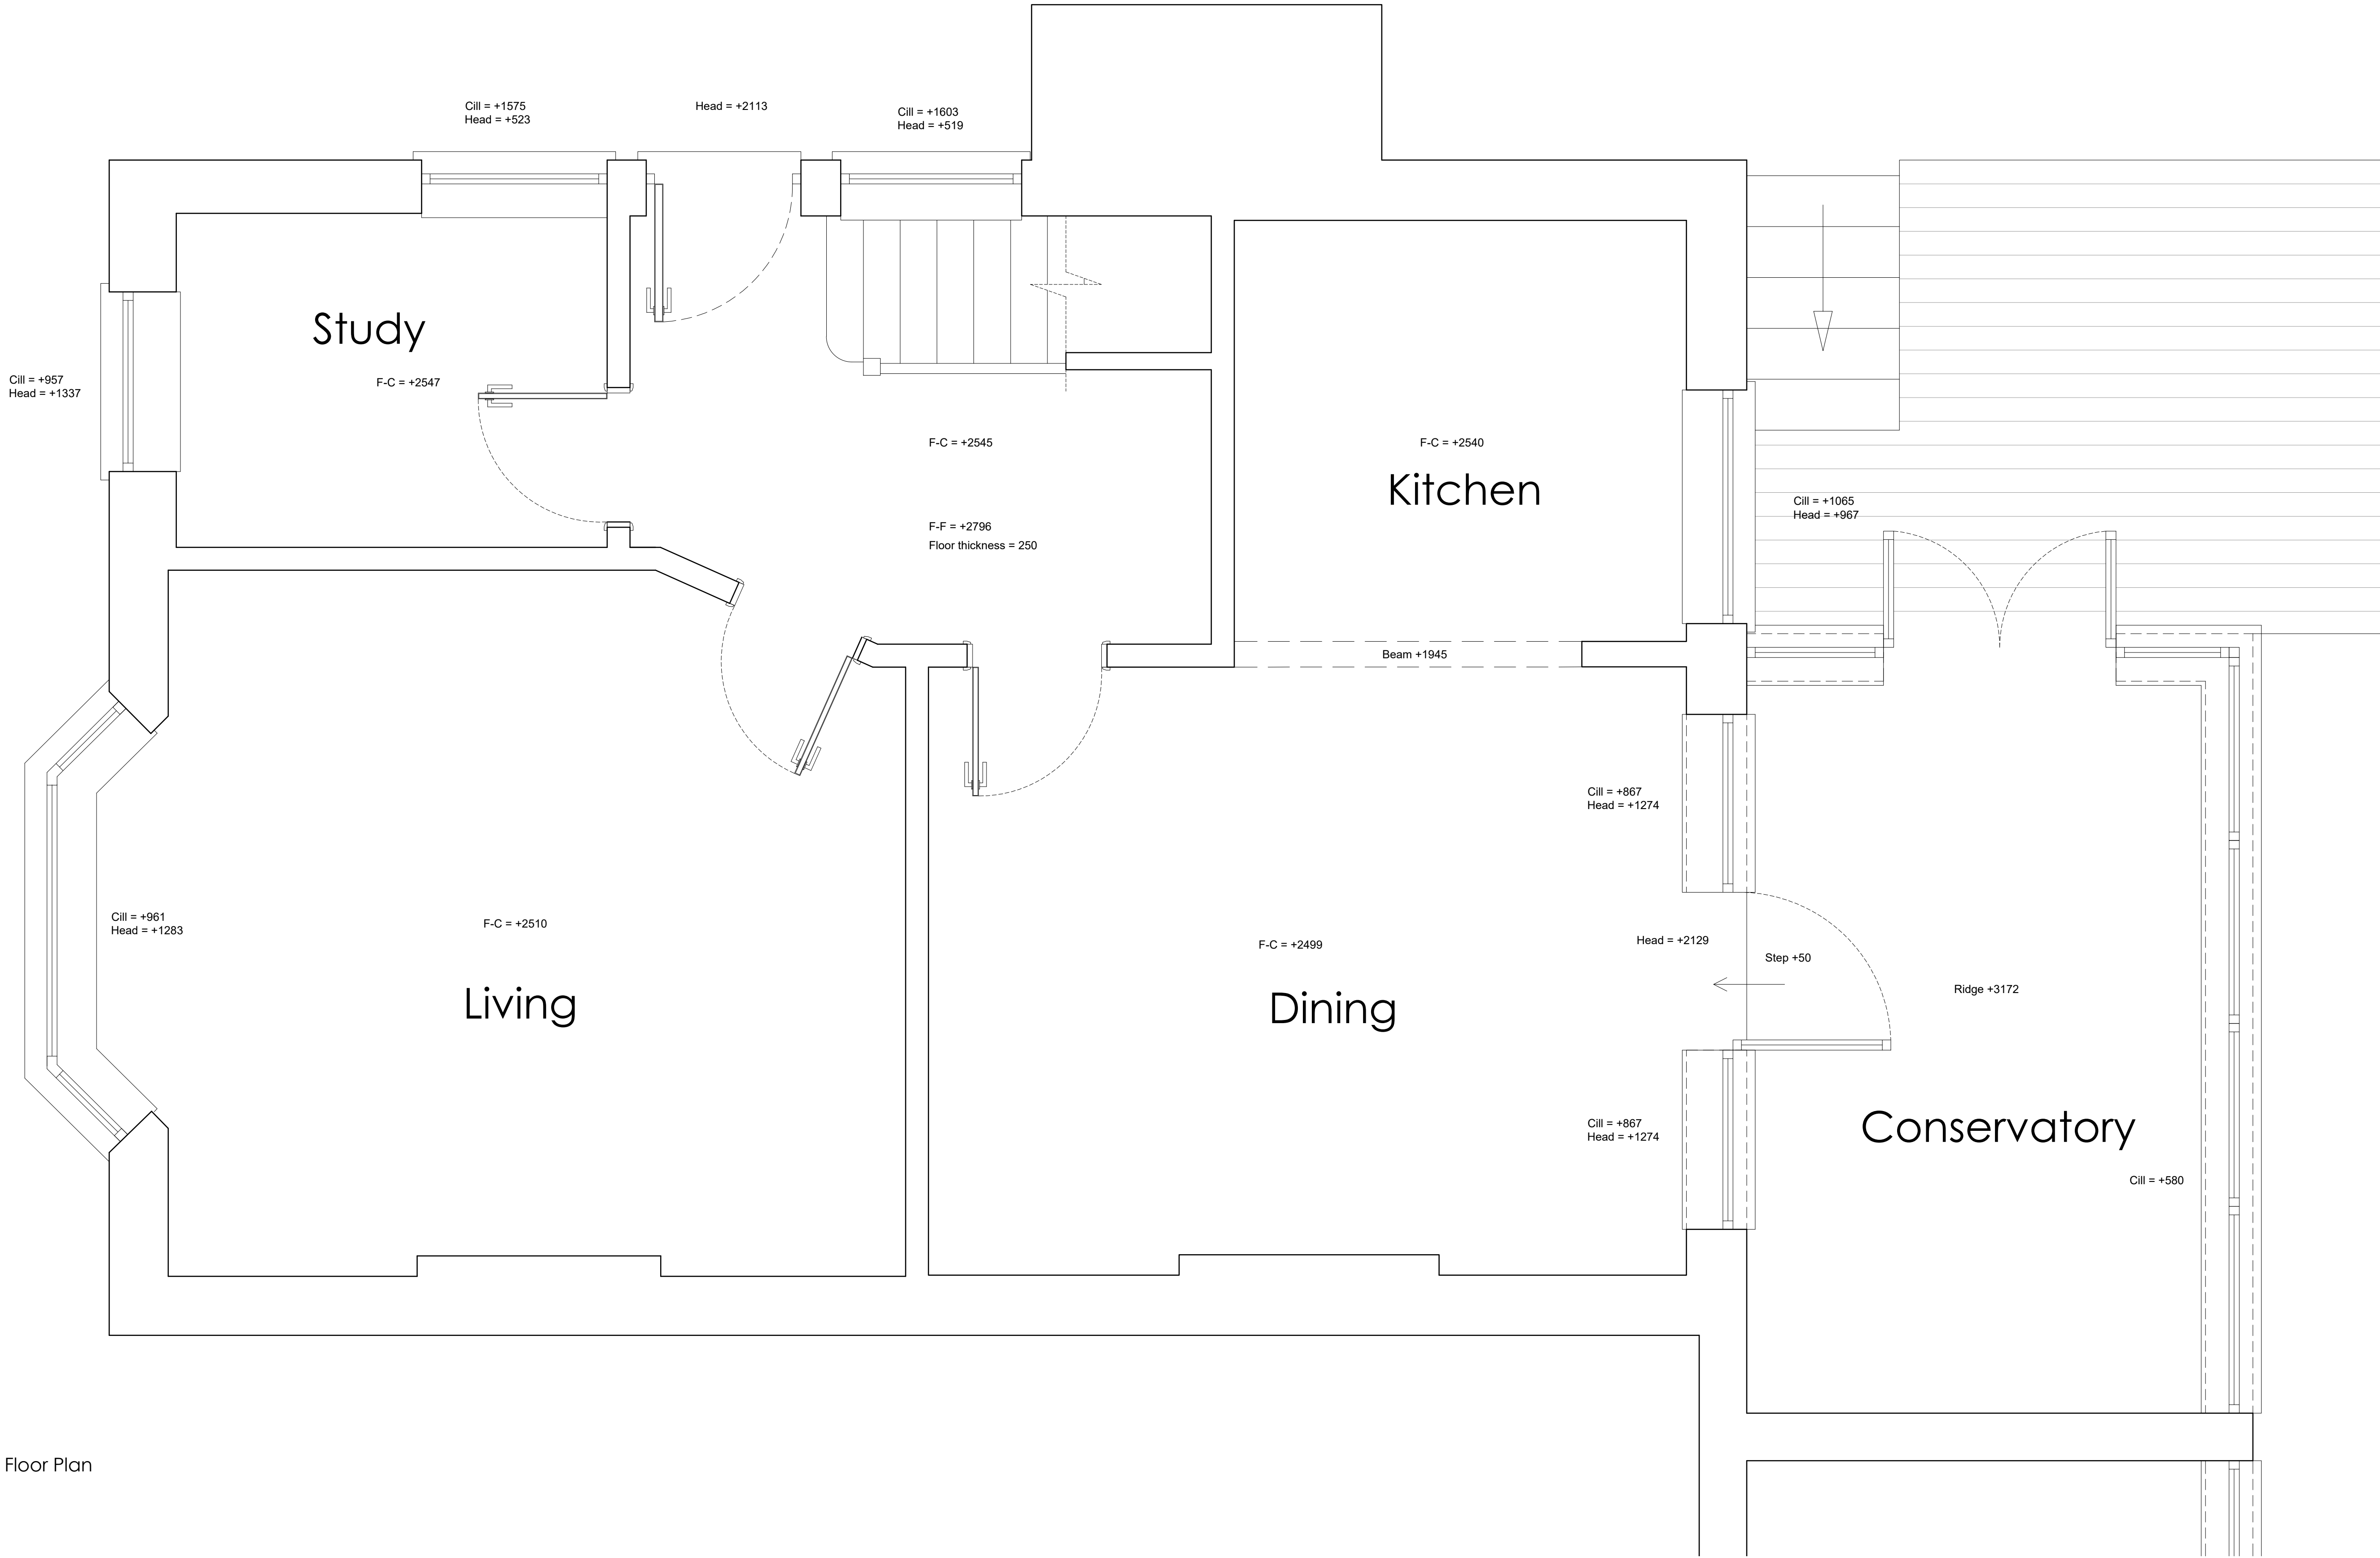 Cill = +1575
Head = +523
Head = +2113
Cill = +1603
Head = +519
Study
F-C = +2547
Cill = +957
Head = +1337
F-C = +2545
F-F = +2796
Floor thickness = 250
F-C = +2540
Kitchen
Cill = +1065
Head = +967
Beam +1945
Cill = +867
Head = +1274
Cill = +961
Head = +1283
F-C = +2510
Living
F-C = +2499
Dining
Head = +2129
Step +50
Ridge +3172
Cill = +867
Head = +1274
Conservatory
Cill = +580
Floor Plan